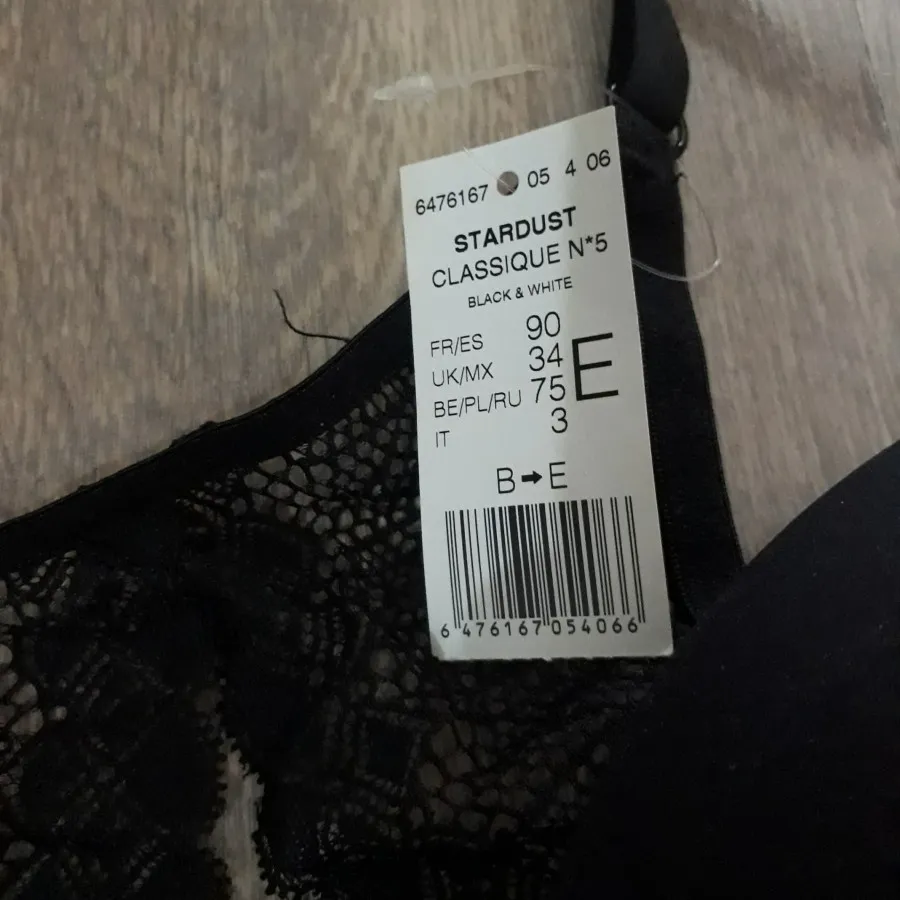 6476167 05 4 06
STARDUST
CLASSIQUE N*5
BLACK & WHITE
FR/ES 90
UK/MX 34
BE/PL/RU 75
IT 3
E
B➡E
6 476167 054066